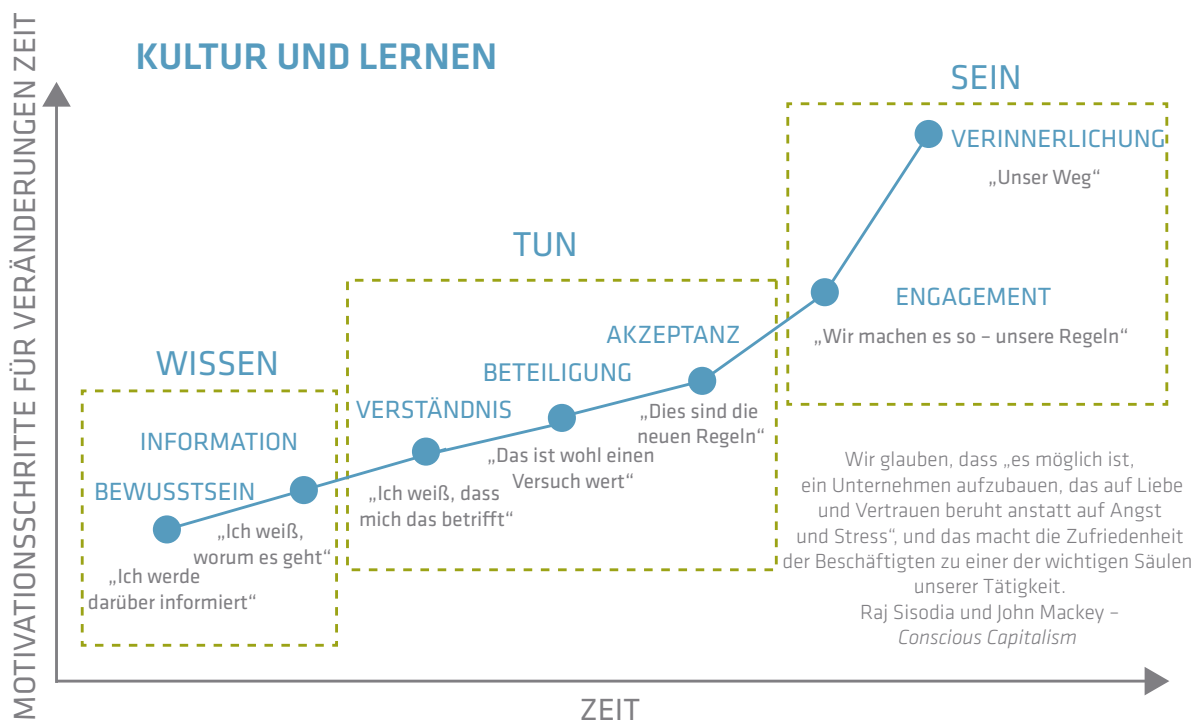 MOTIVATIONSSCHRITTE FÜR VERÄNDERUNGEN ZEIT
KULTUR UND LERNEN
WISSEN
BEWUSSTSEIN
„Ich werde
darüber informiert“
INFORMATION
„Ich weiß,
worum es geht“
TUN
VERSTÄNDNIS
„Ich weiß, dass
mich das betrifft“
BETEILIGUNG
„Das ist wohl einen
Versuch wert“
AKZEPTANZ
„Dies sind die
neuen Regeln“
SEIN
ENGAGEMENT
„Wir machen es so – unsere Regeln“
VERINNERLICHUNG
„Unser Weg“
Wir glauben, dass „es möglich ist,
ein Unternehmen aufzubauen, das auf Liebe
und Vertrauen beruht anstatt auf Angst
und Stress“, und das macht die Zufriedenheit
der Beschäftigten zu einer der wichtigen Säulen
unserer Tätigkeit.
Raj Sisodia und John Mackey –
Conscious Capitalism
ZEIT